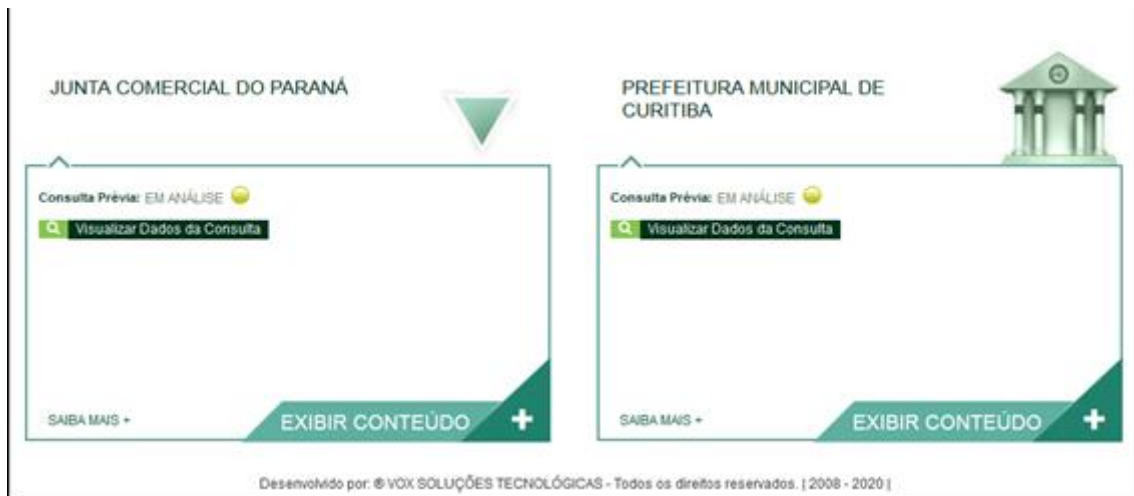 JUNTA COMERCIAL DO PARANÁ
Consulta Prévia: EM ANÁLISE
Visualizar Dados da Consulta
SAIBA MAIS +
EXIBIR CONTEÚDO +
PREFEITURA MUNICIPAL DE
CURITIBA
Consulta Prévia: EM ANÁLISE
Visualizar Dados da Consulta
SAIBA MAIS +
EXIBIR CONTEÚDO +
Desenvolvido por: ® VOX SOLUÇÕES TECNOLÓGICAS - Todos os direitos reservados. | 2008 - 2020 |